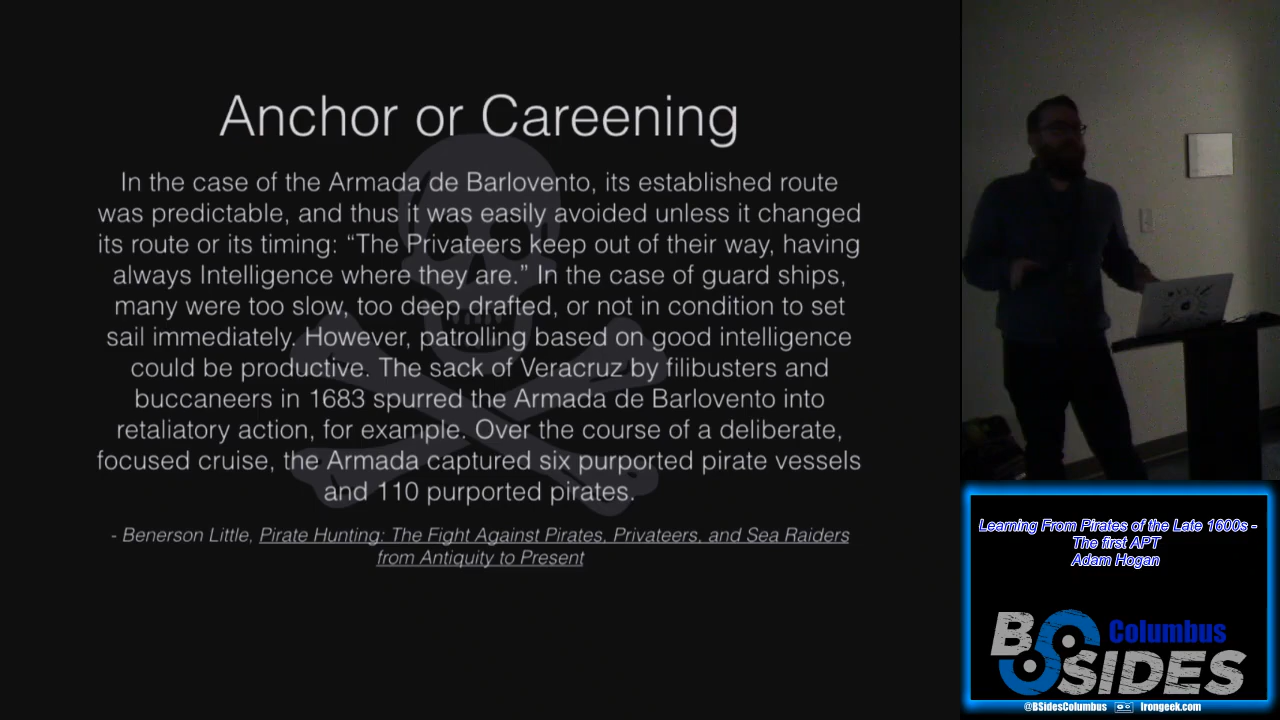 Anchor or Careening
In the case of the Armada de Barlovento, its established route
was predictable, and thus it was easily avoided unless it changed
its route or its timing: “The Privateers keep out of their way, having
always Intelligence where they are.” In the case of guard ships,
many were too slow, too deep drafted, or not in condition to set
sail immediately. However, patrolling based on good intelligence
could be productive. The sack of Veracruz by filibusters and
buccaneers in 1683 spurred the Armada de Barlovento into
retaliatory action, for example. Over the course of a deliberate,
focused cruise, the Armada captured six purported pirate vessels
and 110 purported pirates.
- Benerson Little, Pirate Hunting: The Fight Against Pirates, Privateers, and Sea Raiders
from Antiquity to Present
Learning From Pirates of the Late 1600s -
The first APT
Adam Hogan
BSIDES
Columbus
@BSidesColumbus Irongeek.com